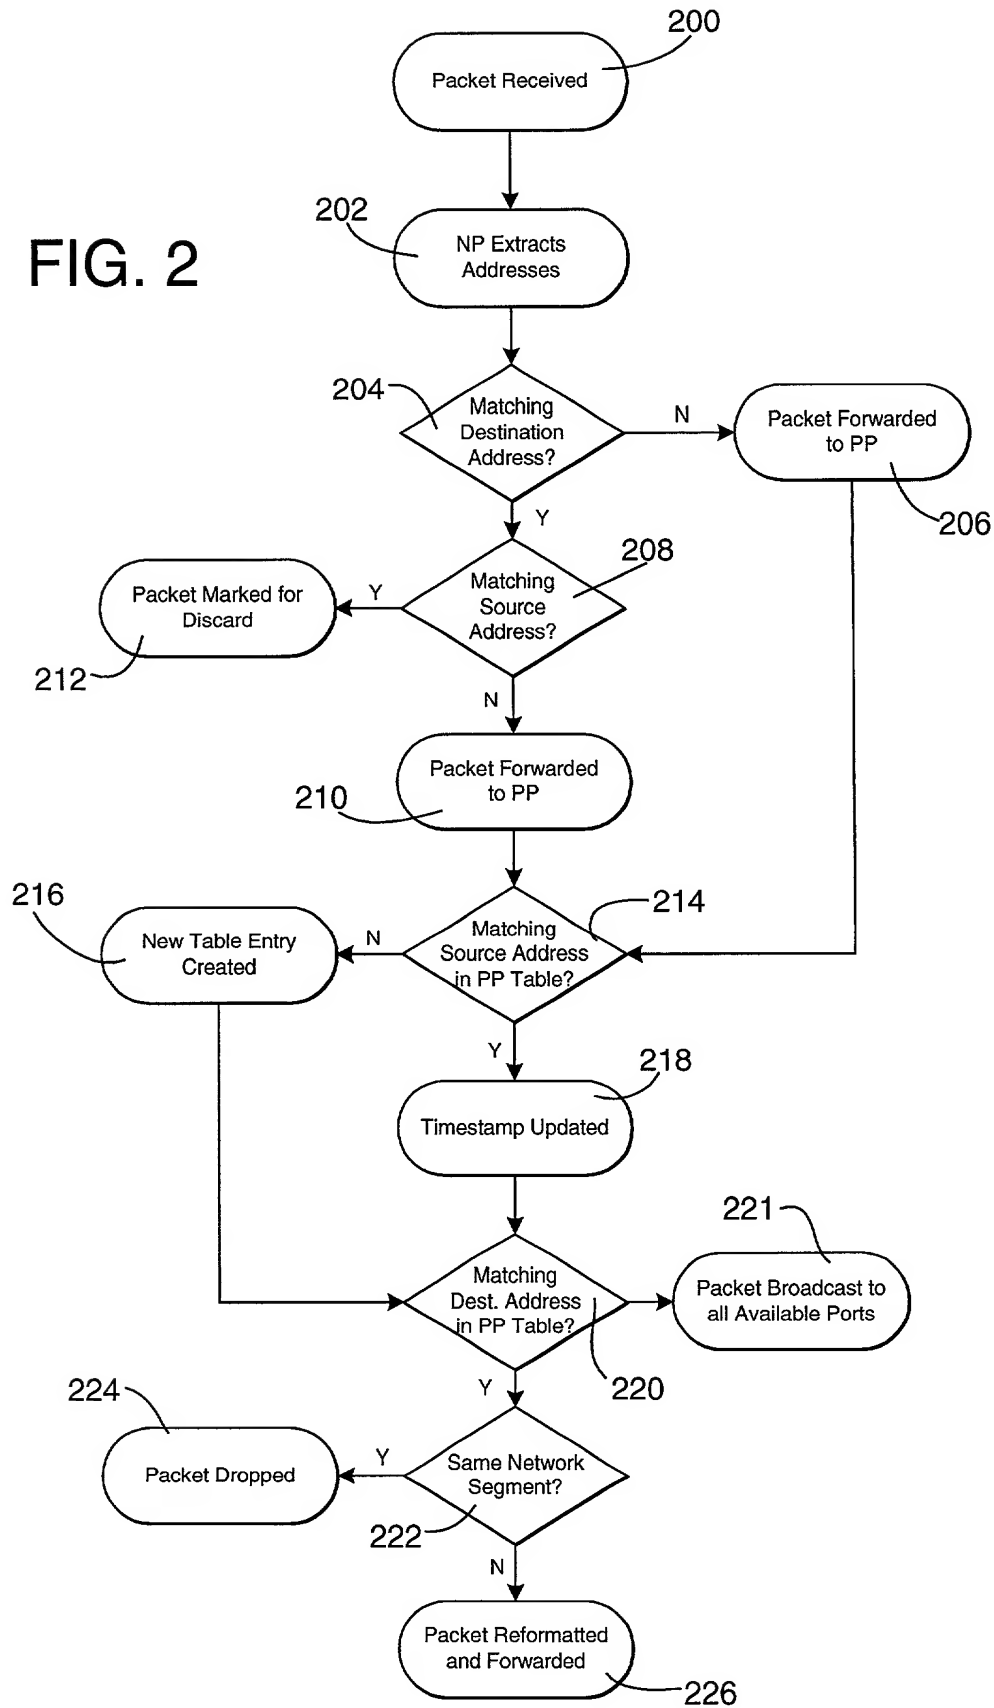 200
Packet Received
202
FIG. 2
NP Extracts
Addresses
204
Matching
Destination
Address?
N
Packet Forwarded
to PP
206
Y
208
Matching
Source
Address?
Y
Packet Marked for
Discard
212
N
Packet Forwarded
to PP
210
216
214
Matching
Source Address
in PP Table?
N
New Table Entry
Created
Y
218
Timestamp Updated
221
Matching
Dest. Address
in PP Table?
Packet Broadcast to
all Available Ports
220
Y
224
Same Network
Segment?
Y
Packet Dropped
222
N
Packet Reformatted
and Forwarded
226